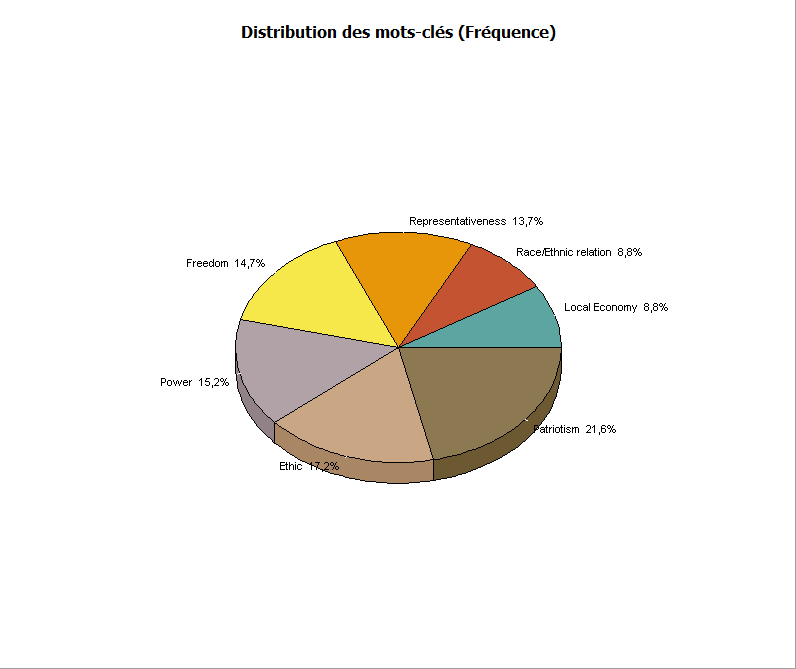 Distribution des mots-clés (Fréquence)
Representativeness 13,7%
Race/Ethnic relation 8,8%
Freedom 14,7%
Local Economy 8,8%
Power 15,2%
Patriotism 21,6%
Ethic 17,2%